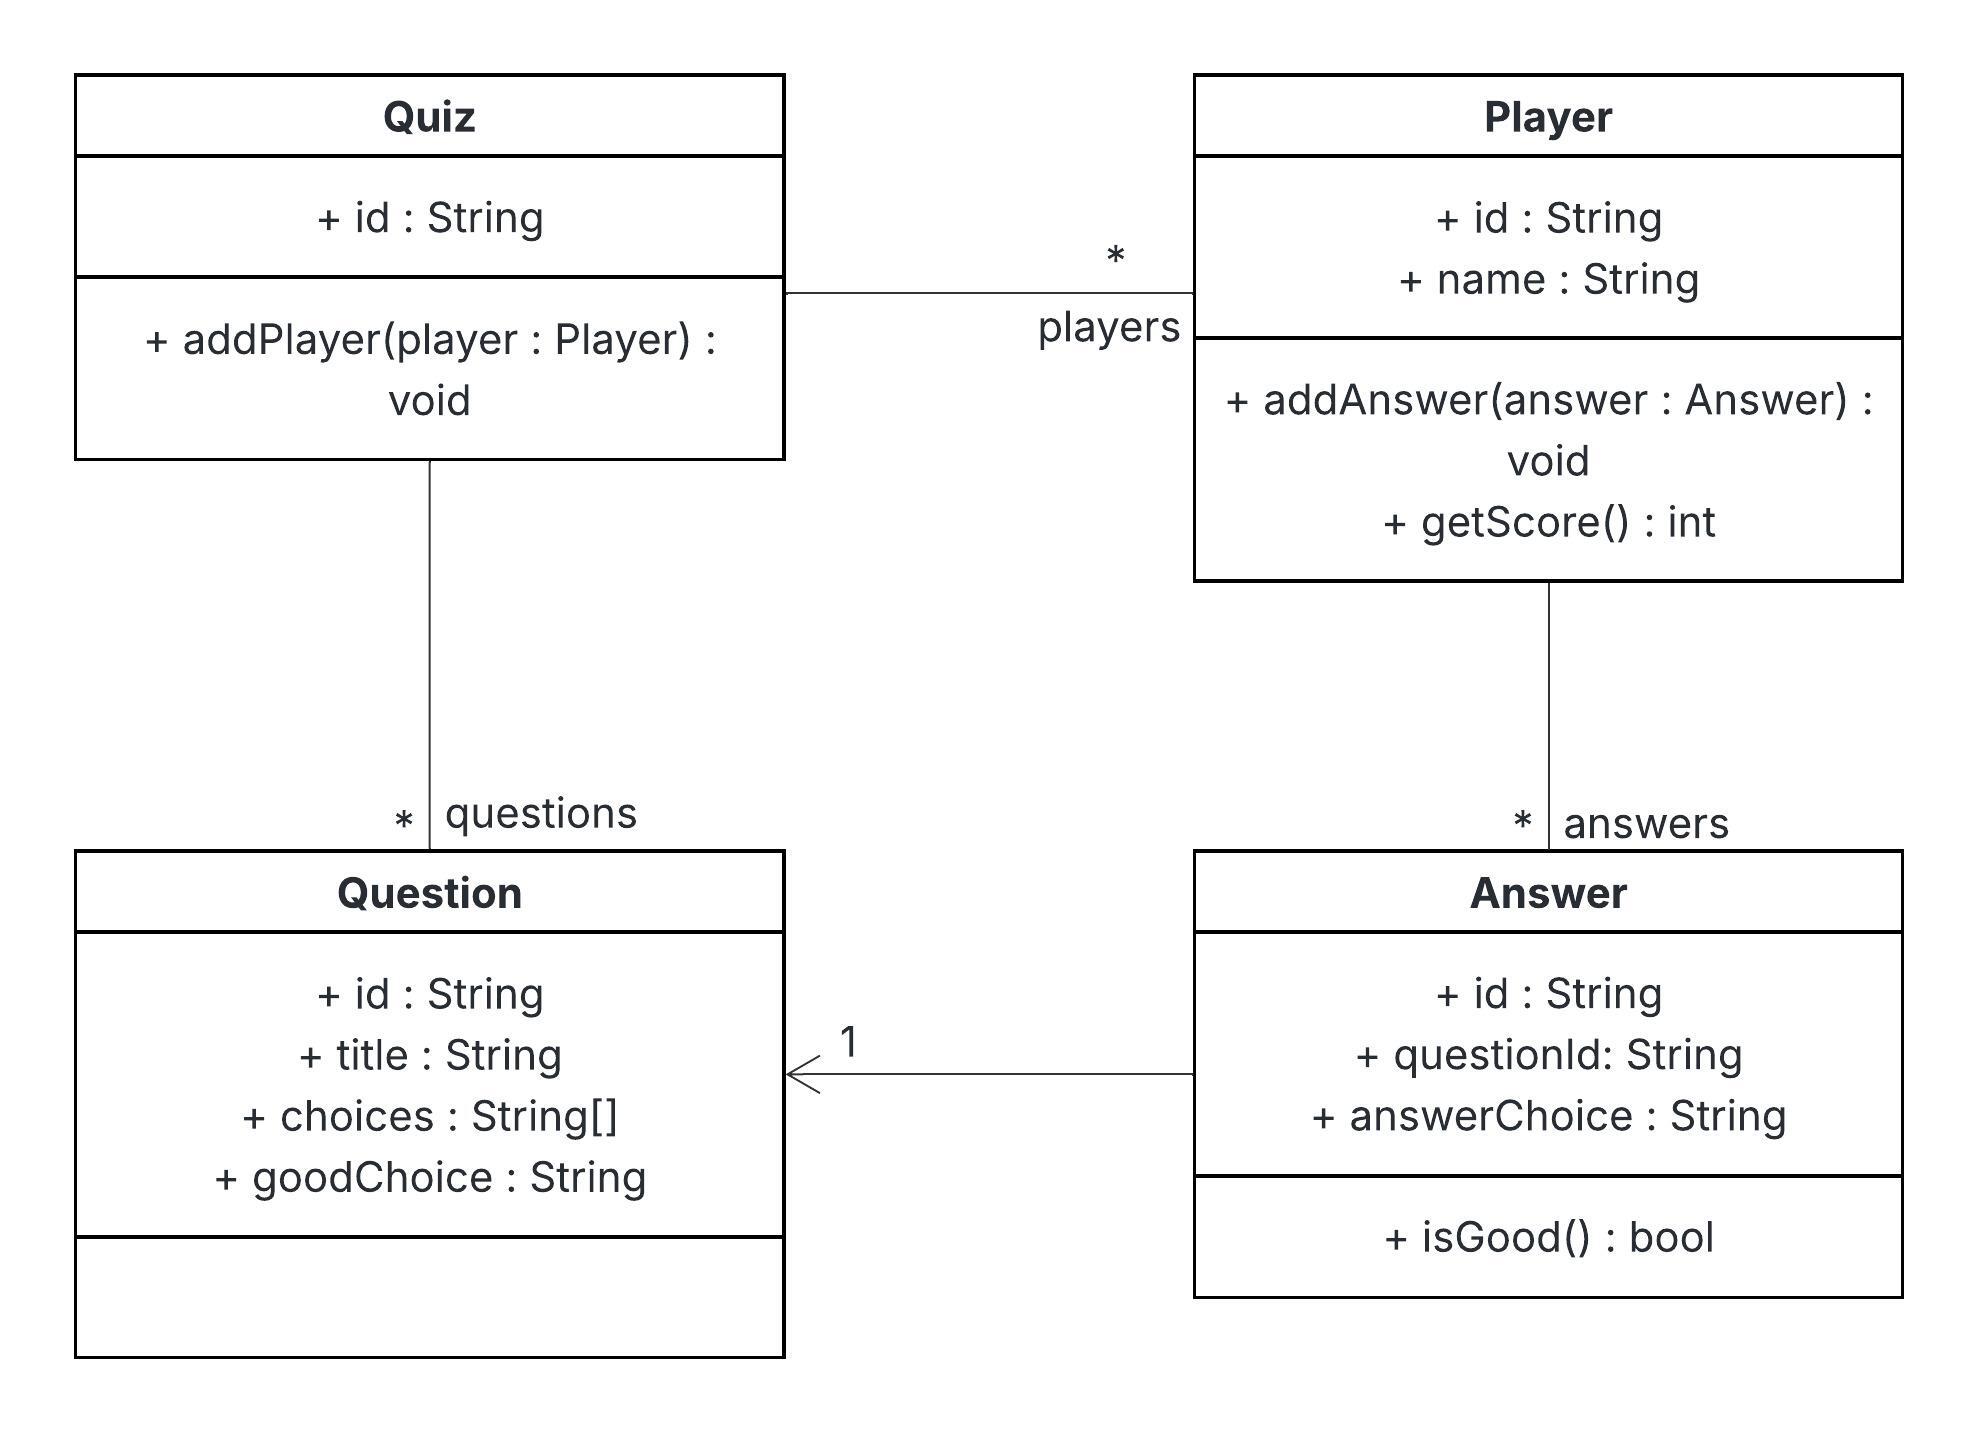 Quiz
+ id : String
+ addPlayer(player : Player) :
void
*
players
Player
+ id : String
+ name : String
+ addAnswer(answer : Answer) :
void
+ getScore() : int
* questions
* answers
Question
+ id : String
+ title : String
+ choices : String[]
+ goodChoice : String
1
Answer
+ id : String
+ questionId: String
+ answerChoice : String
+ isGood() : bool